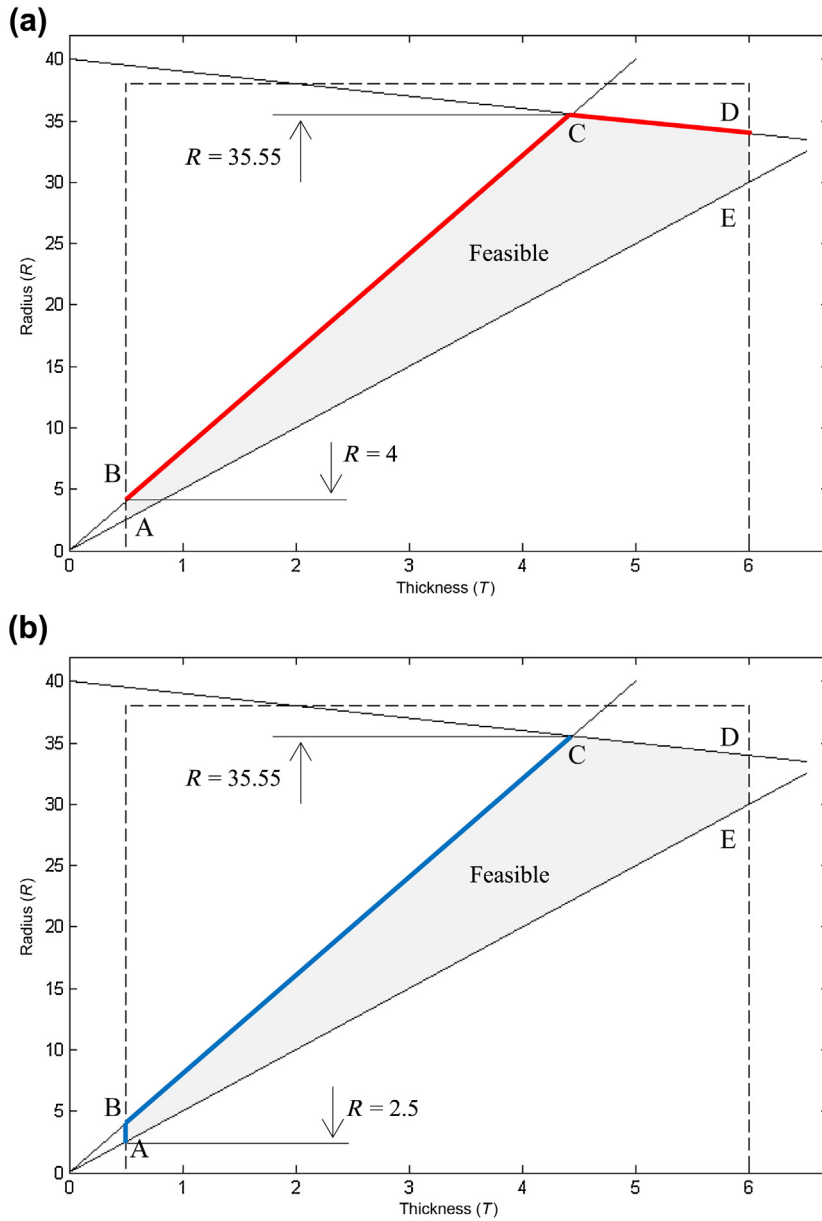 (a)
40
35
30
25
20
15
10
5
0
Radius (R)
R = 35.55
C
D
E
Feasible
R = 4
B
A
0 1 2 3 4 5 6
Thickness (T)
(b)
40
35
30
25
20
15
10
5
0
Radius (R)
R = 35.55
C
D
E
Feasible
R = 2.5
B
A
0 1 2 3 4 5 6
Thickness (T)